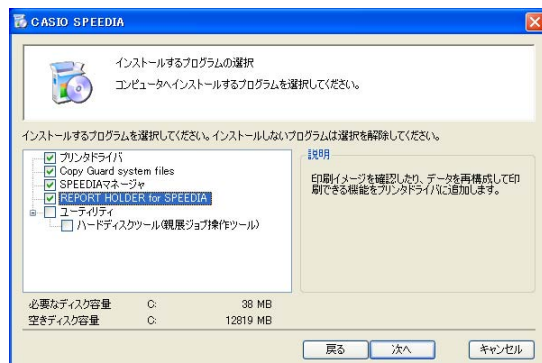 CASIO SPEEDIA
インストールするプログラムの選択
コンピュータへインストールするプログラムを選択してください。
インストールするプログラムを選択してください。インストールしないプログラムは選択を解除してください。
プリンタドライバ
Copy Guard system files
SPEEDIAマネージャ
REPORT HOLDER for SPEEDIA
ユーティリティ
ハードディスクツール(親展ジョブ操作ツール)
説明
印刷イメージを確認したり、データを再構成して印
刷できる機能をプリンタドライバに追加します。
必要なディスク容量 C: 38 MB
空きディスク容量 C: 12819 MB
戻る 次へ キャンセル